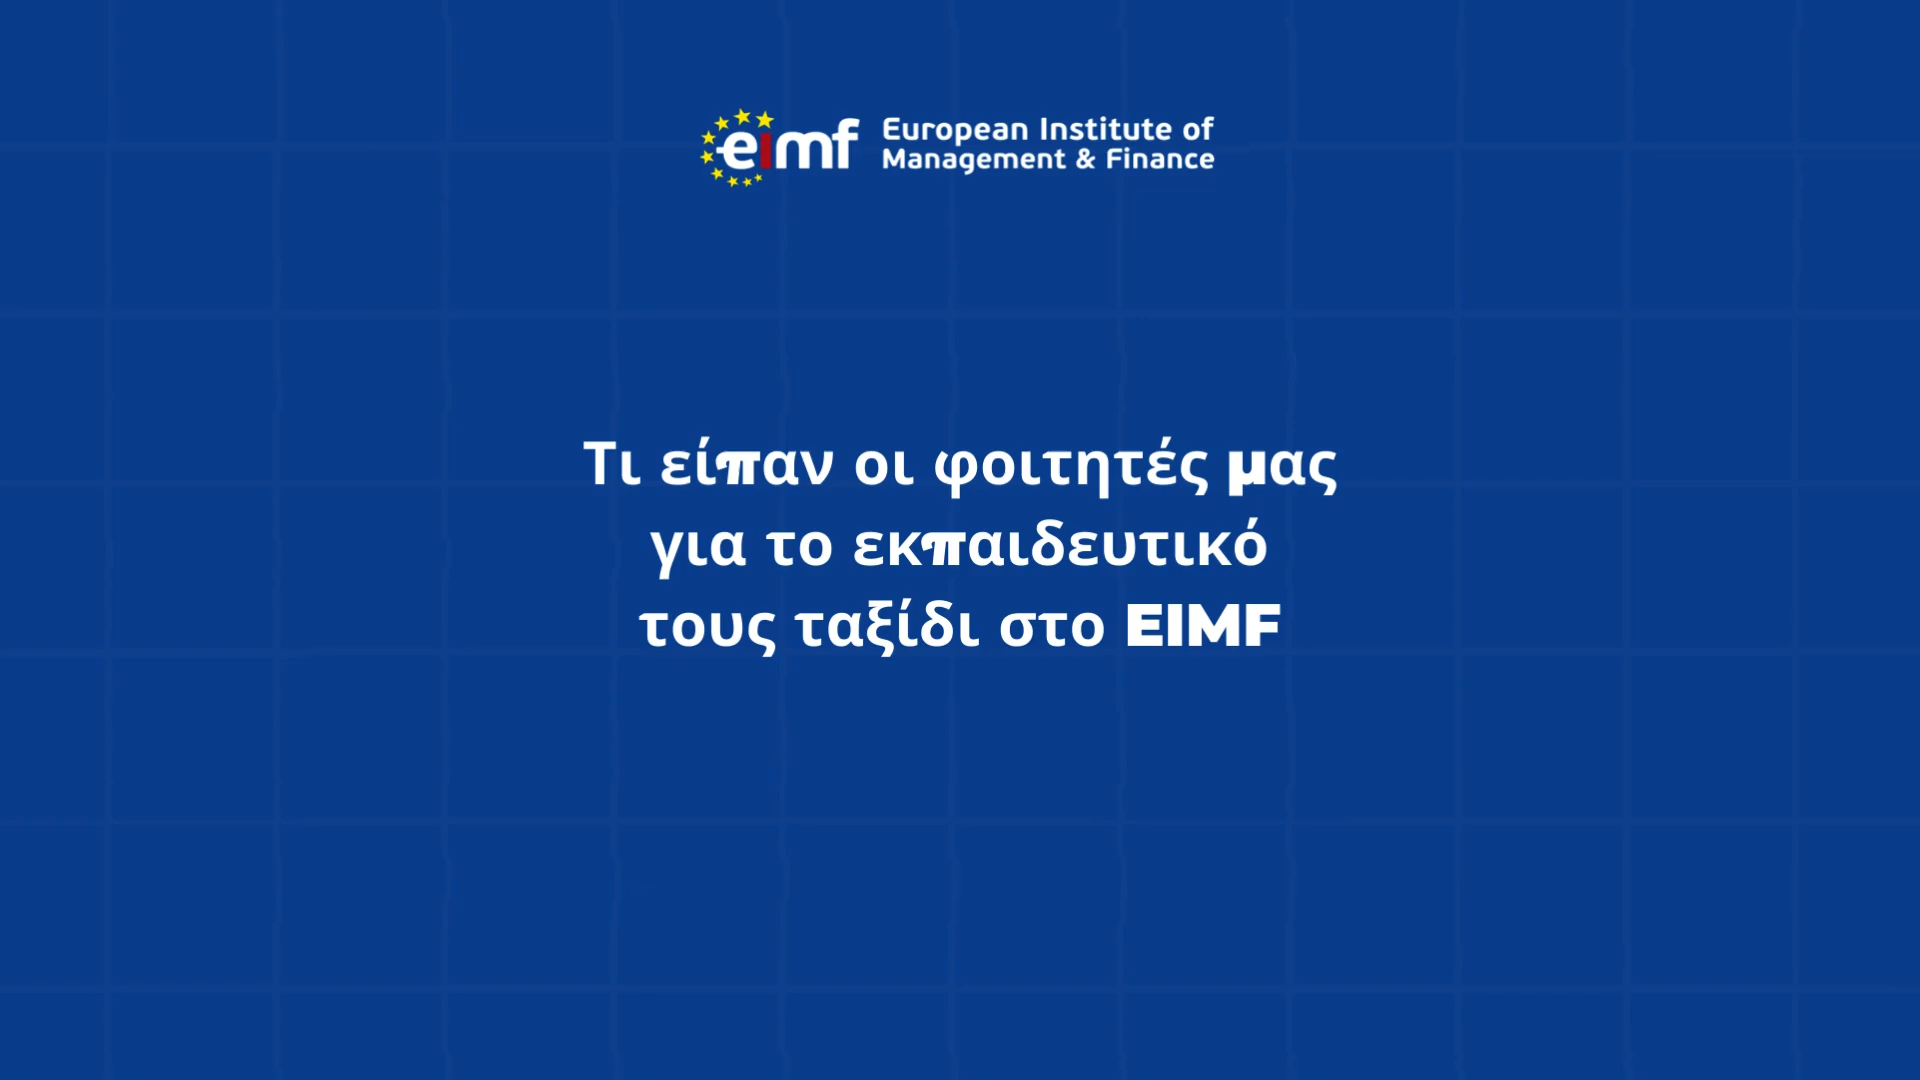 eimf
European Institute of
Management & Finance
Τι είπαν οι φοιτητές μας
για το εκπαιδευτικό
τους ταξίδι στο EIMF